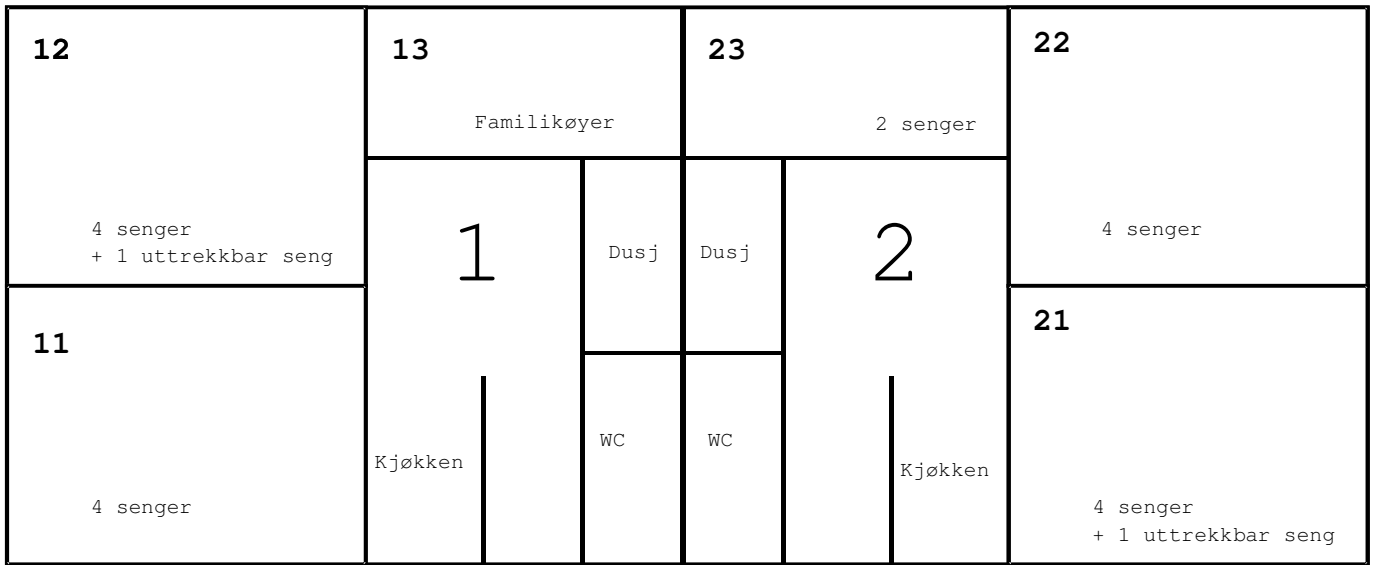 12
13
23
22
Familikøyer
2 senger
4 senger
+ 1 uttrekkbar seng
4 senger
1
Dusj
Dusj
2
11
21
WC
WC
Kjøkken
Kjøkken
4 senger
4 senger
+ 1 uttrekkbar seng